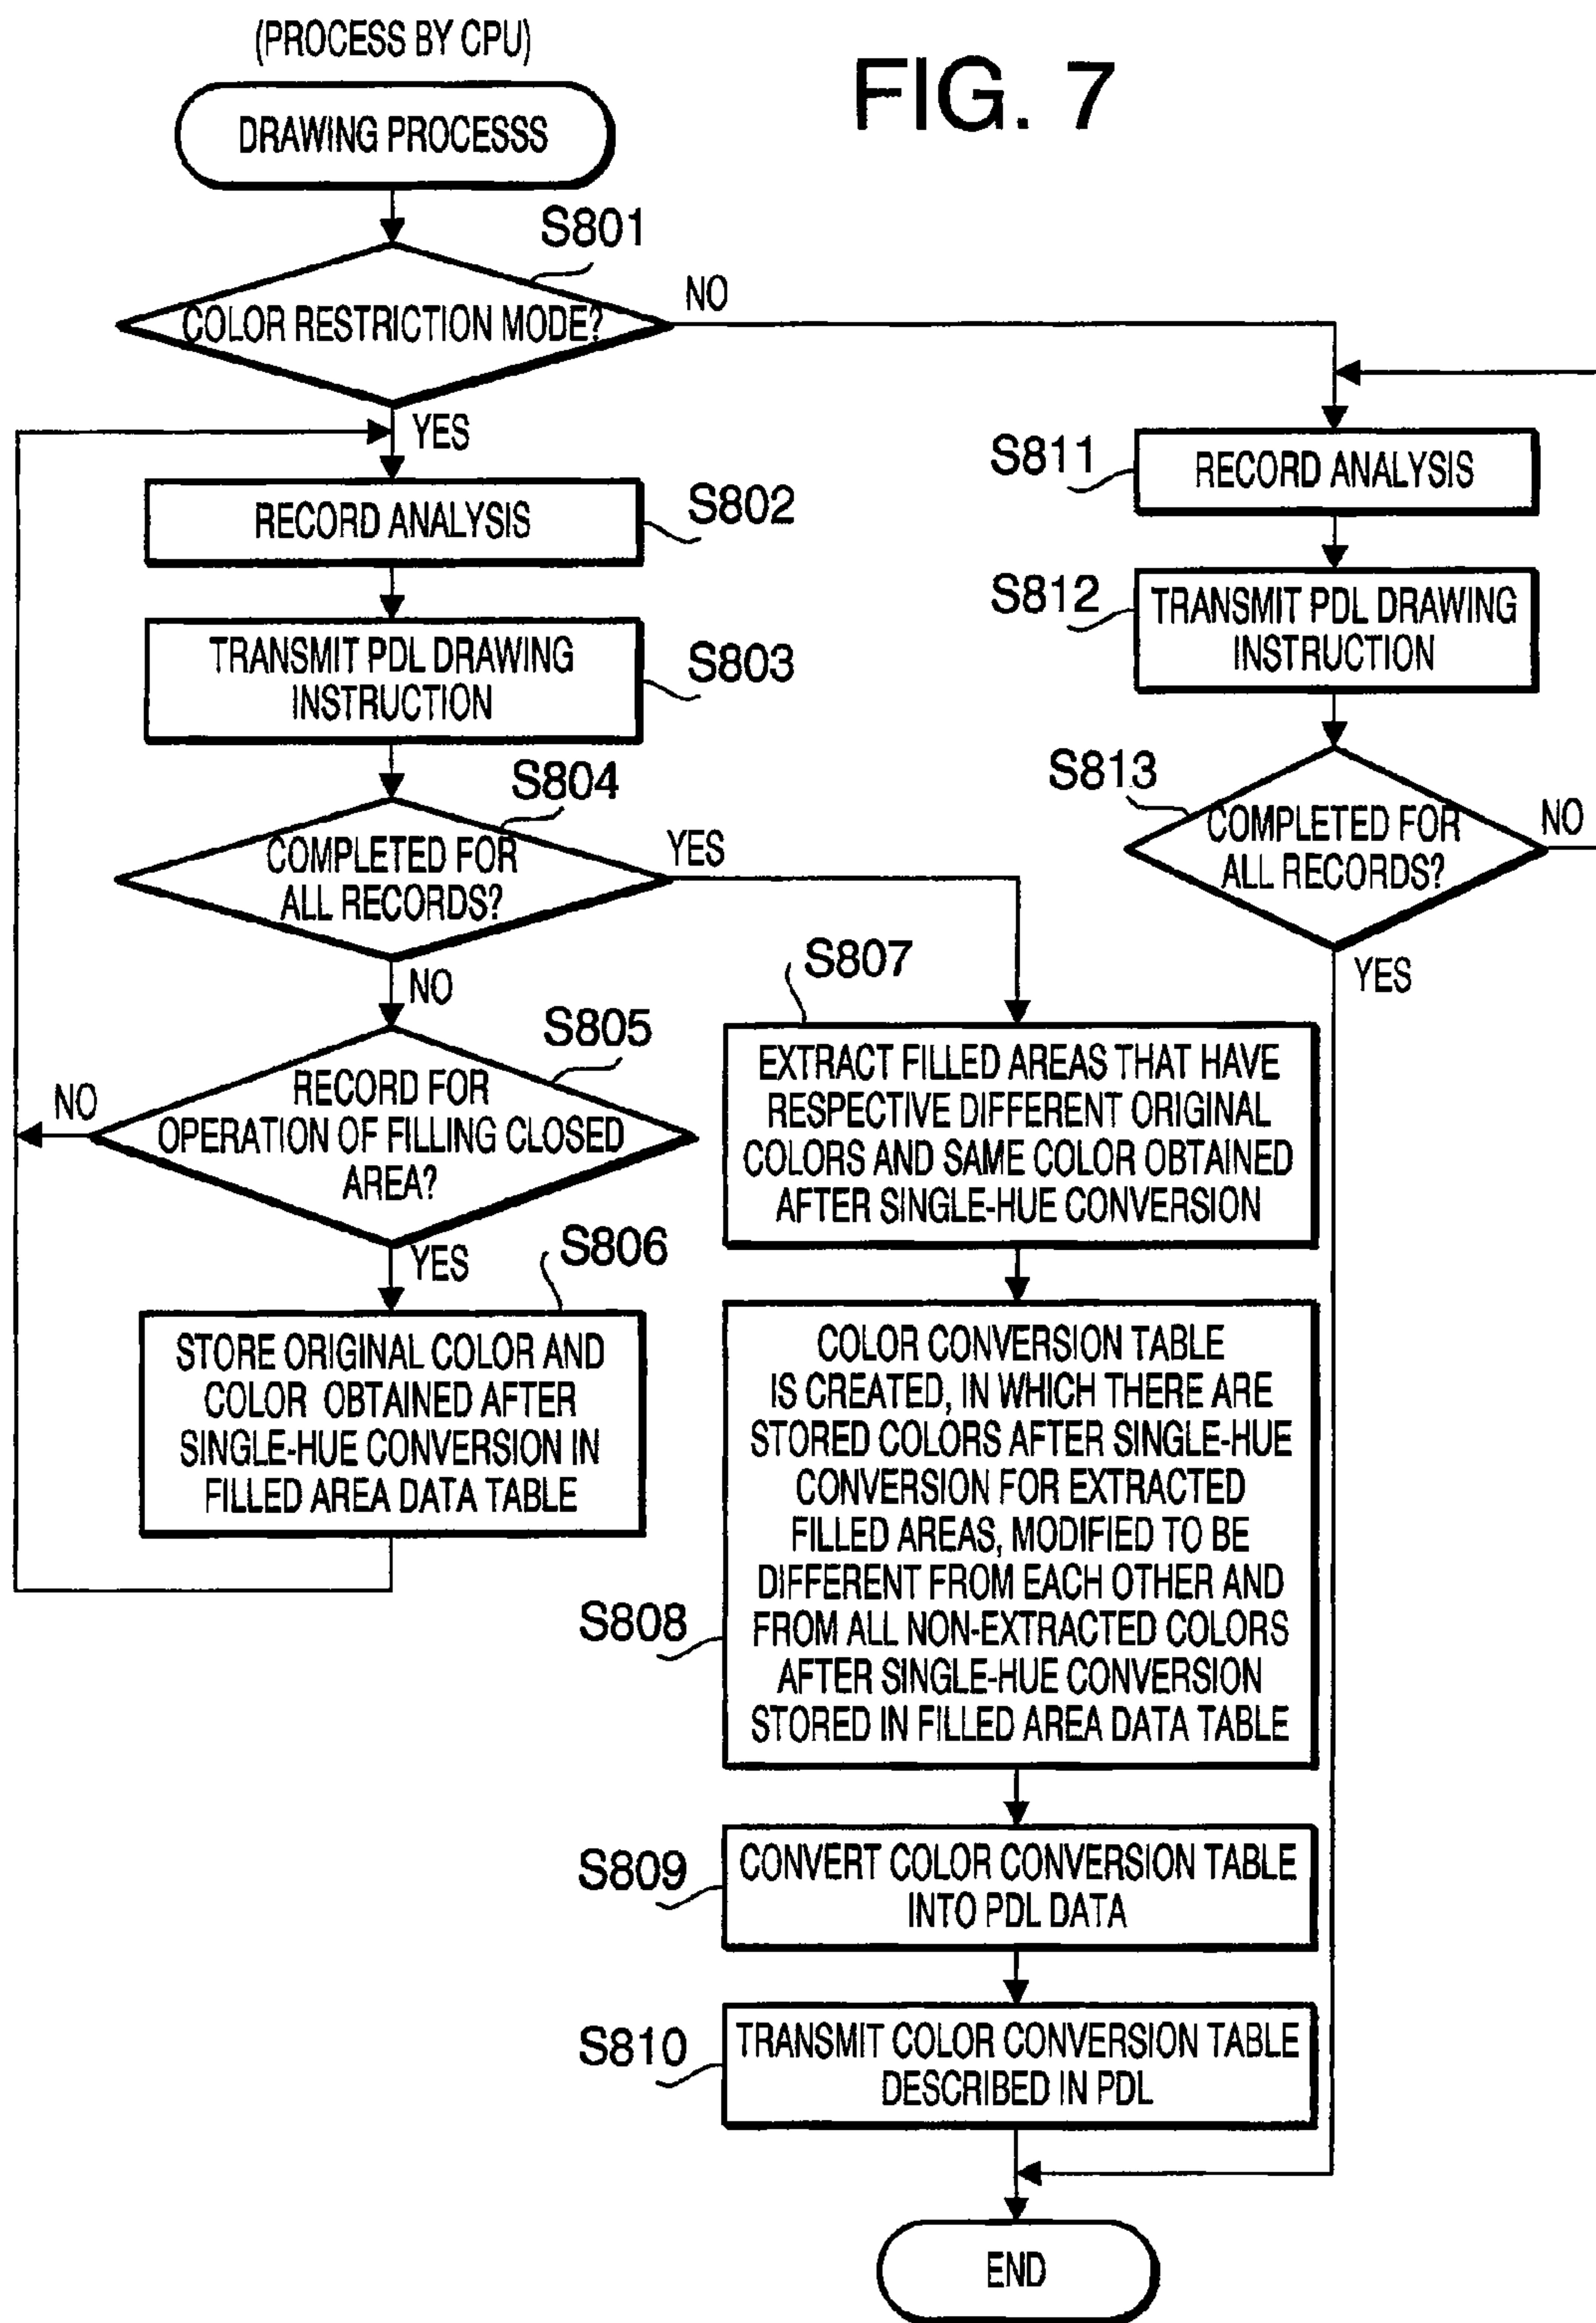 (PROCESS BY CPU)
FIG. 7
DRAWING PROCESSS
S801
COLOR RESTRICTION MODE?
NO
YES
RECORD ANALYSIS
S802
TRANSMIT PDL DRAWING
INSTRUCTION
S803
S804
COMPLETED FOR
ALL RECORDS?
YES
NO
S805
RECORD FOR
OPERATION OF FILLING CLOSED
AREA?
NO
YES
S806
STORE ORIGINAL COLOR AND
COLOR OBTAINED AFTER
SINGLE-HUE CONVERSION IN
FILLED AREA DATA TABLE
S807
EXTRACT FILLED AREAS THAT HAVE
RESPECTIVE DIFFERENT ORIGINAL
COLORS AND SAME COLOR OBTAINED
AFTER SINGLE-HUE CONVERSION
S808
COLOR CONVERSION TABLE
IS CREATED, IN WHICH THERE ARE
STORED COLORS AFTER SINGLE-HUE
CONVERSION FOR EXTRACTED
FILLED AREAS, MODIFIED TO BE
DIFFERENT FROM EACH OTHER AND
FROM ALL NON-EXTRACTED COLORS
AFTER SINGLE-HUE CONVERSION
STORED IN FILLED AREA DATA TABLE
S809
CONVERT COLOR CONVERSION TABLE
INTO PDL DATA
S810
TRANSMIT COLOR CONVERSION TABLE
DESCRIBED IN PDL
S811
RECORD ANALYSIS
S812
TRANSMIT PDL DRAWING
INSTRUCTION
S813
COMPLETED FOR
ALL RECORDS?
NO
YES
END